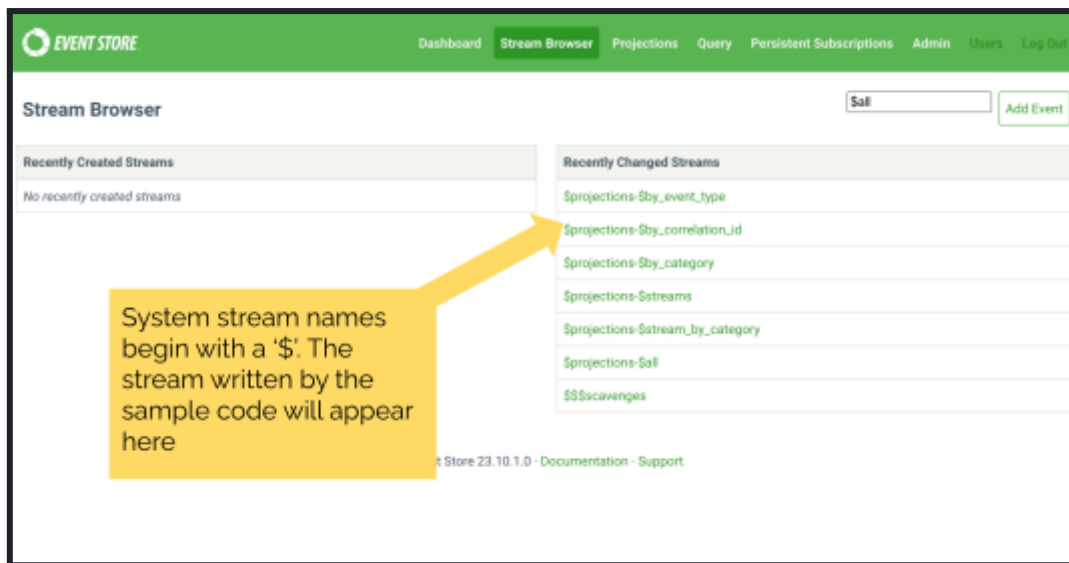 EVENT STORE
Dashboard Stream Browser Projections Query Persistent Subscriptions Admin Users Log Out
Stream Browser
$all
Add Event
Recently Created Streams
No recently created streams
Recently Changed Streams
$projections-$by_event_type
$projections-$by_correlation_id
$projections-$by_category
$projections-$streams
$projections-$stream_by_category
$projections-$all
$$$scavenges
System stream names
begin with a ‘$’. The
stream written by the
sample code will appear
here
t Store 23.10.1.0 - Documentation - Support